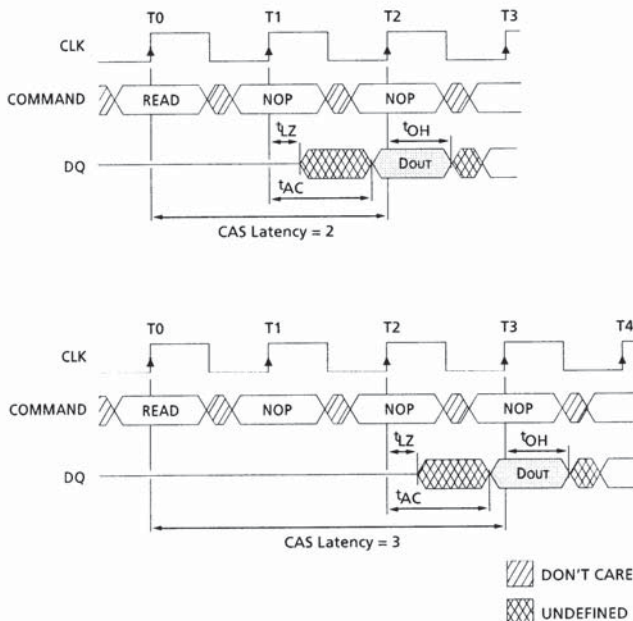 T0 T1 T2 T3
CLK
COMMAND READ NOP NOP
tLZ tOH
DQ DOUT
tAC
CAS Latency = 2
T0 T1 T2 T3 T4
CLK
COMMAND READ NOP NOP NOP
tLZ tOH
DQ DOUT
tAC
CAS Latency = 3
DON'T CARE
UNDEFINED